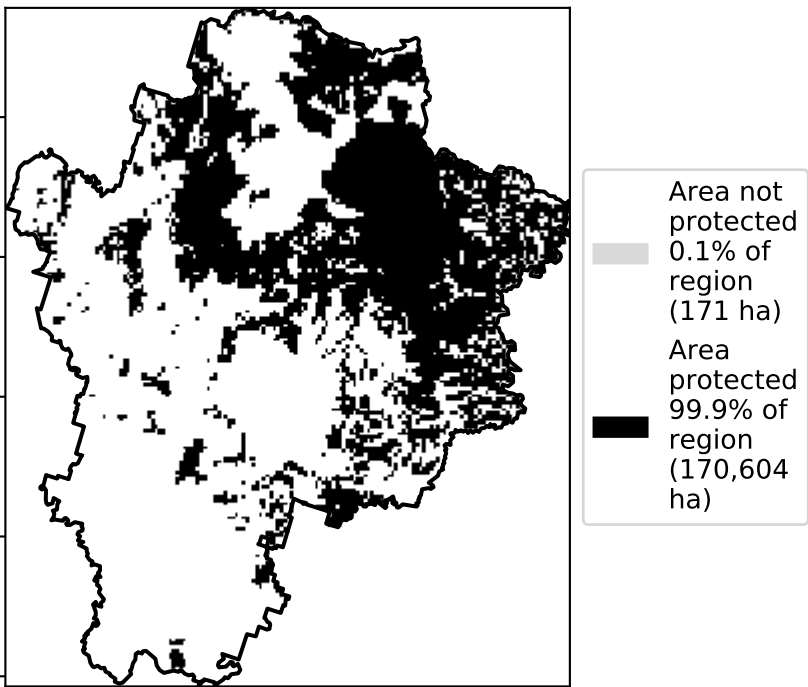 Area not
protected
0.1% of
region
(171 ha)
Area
protected
99.9% of
region
(170,604
ha)